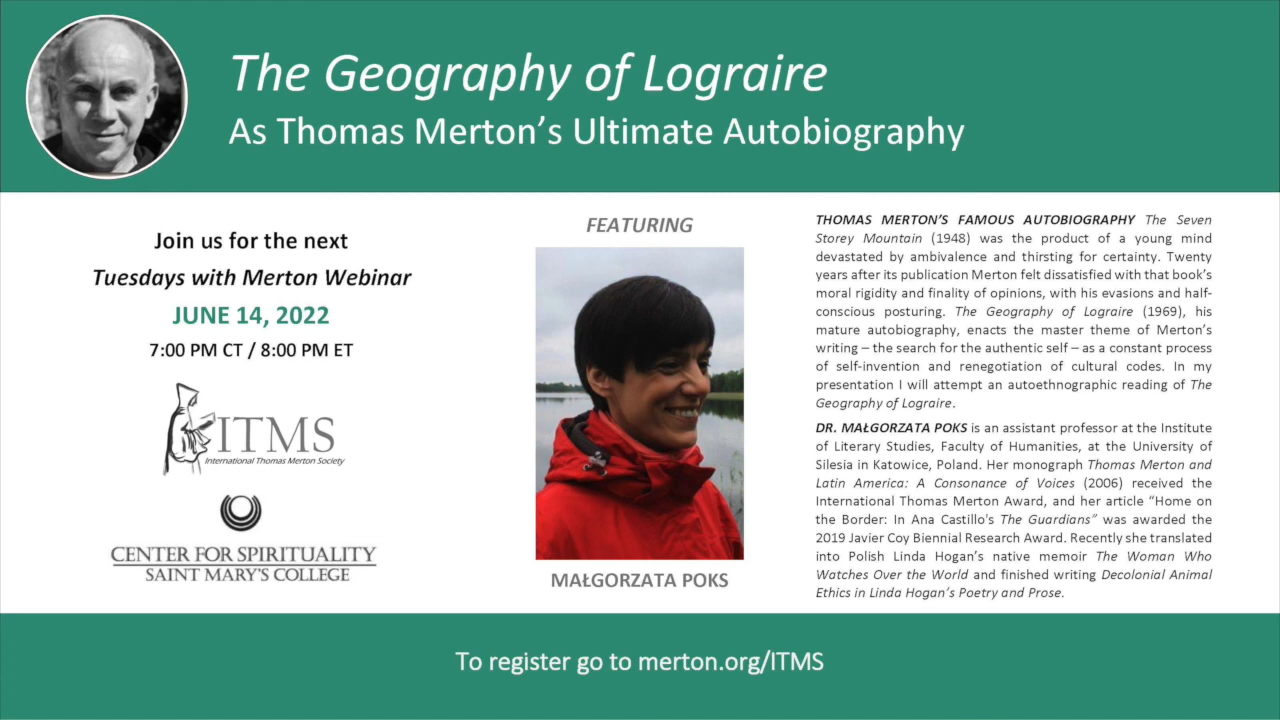 The Geography of Lograire
As Thomas Merton's Ultimate Autobiography
Join us for the next
Tuesdays with Merton Webinar
JUNE 14, 2022
7:00 PM CT / 8:00 PM ET
ITMS
International Thomas Merton Society
CENTER FOR SPIRITUALITY
SAINT MARY'S COLLEGE
FEATURING
MAŁGORZATA POKS
THOMAS MERTON'S FAMOUS AUTOBIOGRAPHY The Seven
Storey Mountain (1948) was the product of a young mind
devastated by ambivalence and thirsting for certainty. Twenty
years after its publication Merton felt dissatisfied with that book's
moral rigidity and finality of opinions, with his evasions and half-
conscious posturing. The Geography of Lograire (1969), his
mature autobiography, enacts the master theme of Merton's
writing – the search for the authentic self – as a constant process
of self-invention and renegotiation of cultural codes. In my
presentation I will attempt an autoethnographic reading of The
Geography of Lograire.
DR. MAŁGORZATA POKS is an assistant professor at the Institute
of Literary Studies, Faculty of Humanities, at the University of
Silesia in Katowice, Poland. Her monograph Thomas Merton and
Latin America: A Consonance of Voices (2006) received the
International Thomas Merton Award, and her article “Home on
the Border: In Ana Castillo's The Guardians” was awarded the
2019 Javier Coy Biennial Research Award. Recently she translated
into Polish Linda Hogan's native memoir The Woman Who
Watches Over the World and finished writing Decolonial Animal
Ethics in Linda Hogan's Poetry and Prose.
To register go to merton.org/ITMS